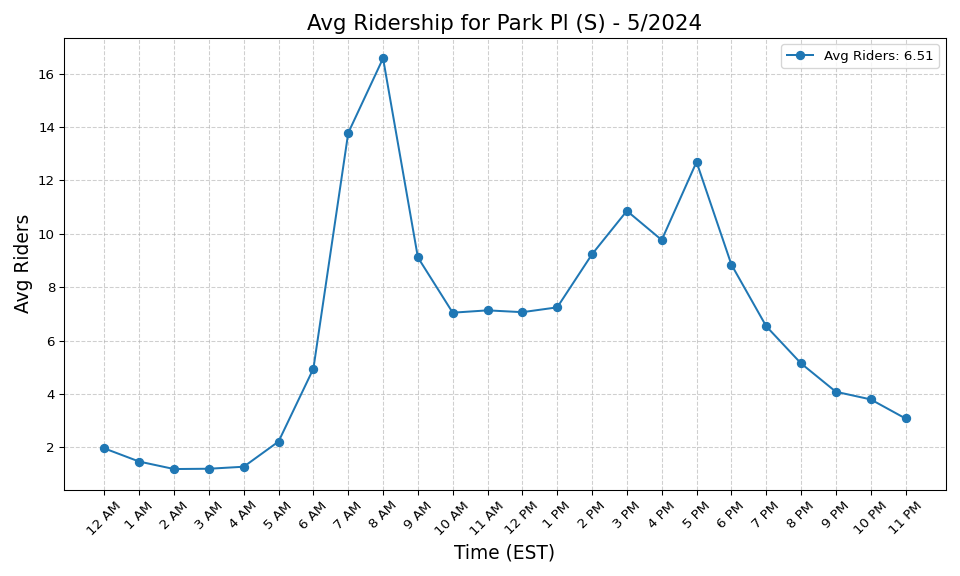 Avg Ridership for Park Pl (S) - 5/2024
Avg Riders: 6.51
Avg Riders
16
14
12
10
8
6
4
2
12 AM
1 AM
2 AM
3 AM
4 AM
5 AM
6 AM
7 AM
8 AM
9 AM
10 AM
11 AM
12 PM
1 PM
2 PM
3 PM
4 PM
5 PM
6 PM
7 PM
8 PM
9 PM
10 PM
11 PM
Time (EST)